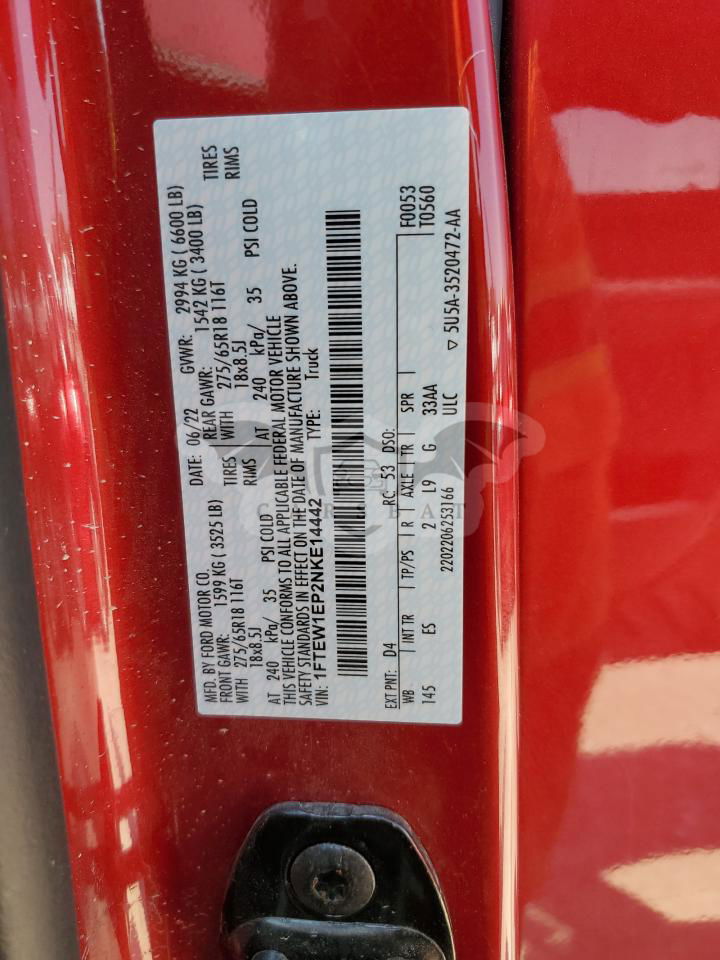 MFD. BY FORD MOTOR CO. DATE: 06/22 GVWR: 2994 KG ( 6600 LB)
FRONT GAWR: 1599 KG ( 3525 LB) REAR GAWR: 1542 KG ( 3400 LB)
WITH 275/65R18 116T TIRES WITH 275/65R18 116T TIRES
18x8.5J RIMS 18x8.5J RIMS
AT 240 kPa/ 35 PSI COLD AT 240 kPa/ 35 PSI COLD
THIS VEHICLE CONFORMS TO ALL APPLICABLE FEDERAL MOTOR VEHICLE
SAFETY STANDARDS IN EFFECT ON THE DATE OF MANUFACTURE SHOWN ABOVE.
VIN: 1FTEW1EP2NKE14442 TYPE: Truck
EXT PNT: D4 RC: 53 DSO: F0053
WB INT TR TP/PS R AXLE TR SPR T0560
145 ES 2 L9 G 33AA
2202206253166 ULC
▽ 5U5A-3520472-AA